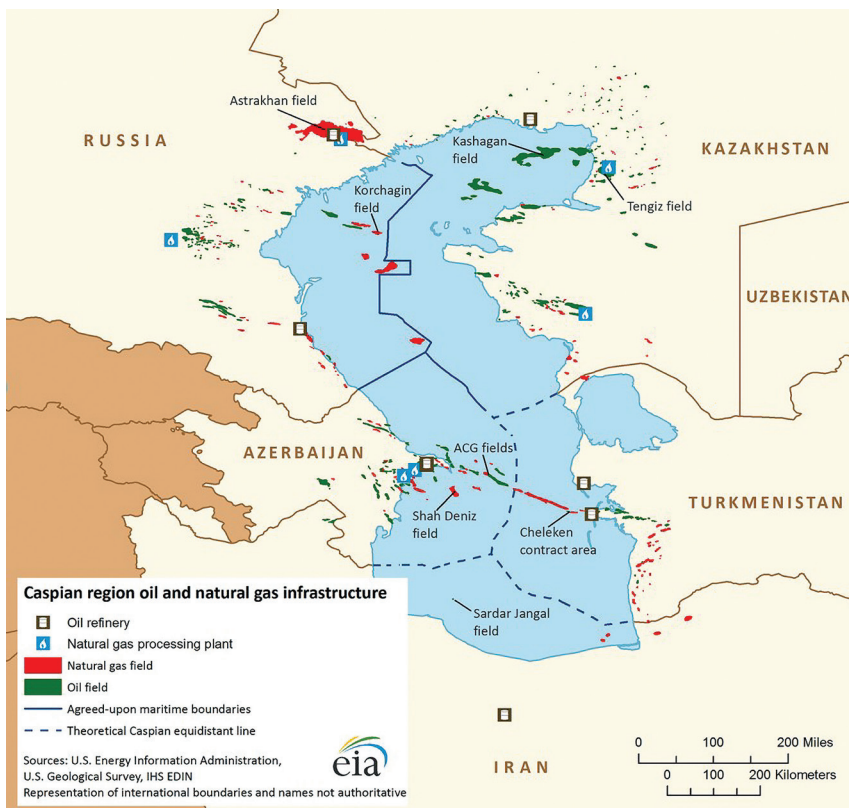 Astrakhan field
RUSSIA
Kashagan
field
KAZAKHSTAN
Korchagin
field
Tengiz field
UZBEKISTAN
AZERBAIJAN
ACG fields
Shah Deniz
field
Cheleken
contract area
TURKMENISTAN
Sardar Jangal
field
IRAN
Caspian region oil and natural gas infrastructure
Oil refinery
Natural gas processing plant
Natural gas field
Oil field
Agreed-upon maritime boundaries
Theoretical Caspian equidistant line
Sources: U.S. Energy Information Administration,
U.S. Geological Survey, IHS EDIN
Representation of international boundaries and names not authoritative
eia
0 100 200 Miles
0 100 200 Kilometers